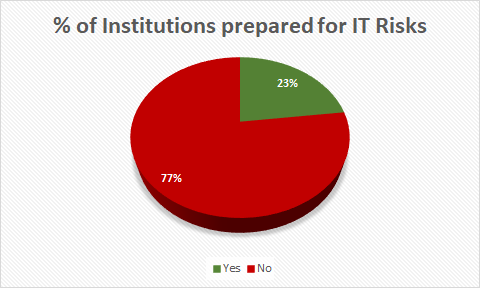 % of Institutions prepared for IT Risks
23%
77%
Yes No